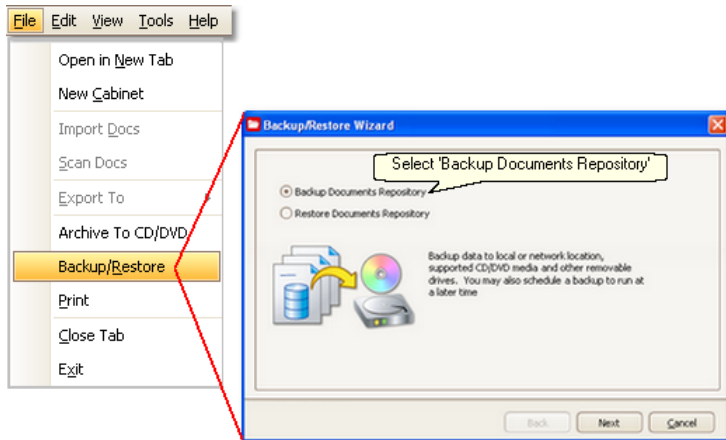 File Edit View Tools Help
Open in New Tab
New Cabinet
Import Docs
Scan Docs
Export To
Archive To CD/DVD
Backup/Restore
Print
Close Tab
Exit
Backup/Restore Wizard
Select 'Backup Documents Repository'
Backup Documents Repository
Restore Documents Repository
Backup data to local or network location,
supported CD/DVD media and other removable
drives. You may also schedule a backup to run at
a later time
Back Next Cancel